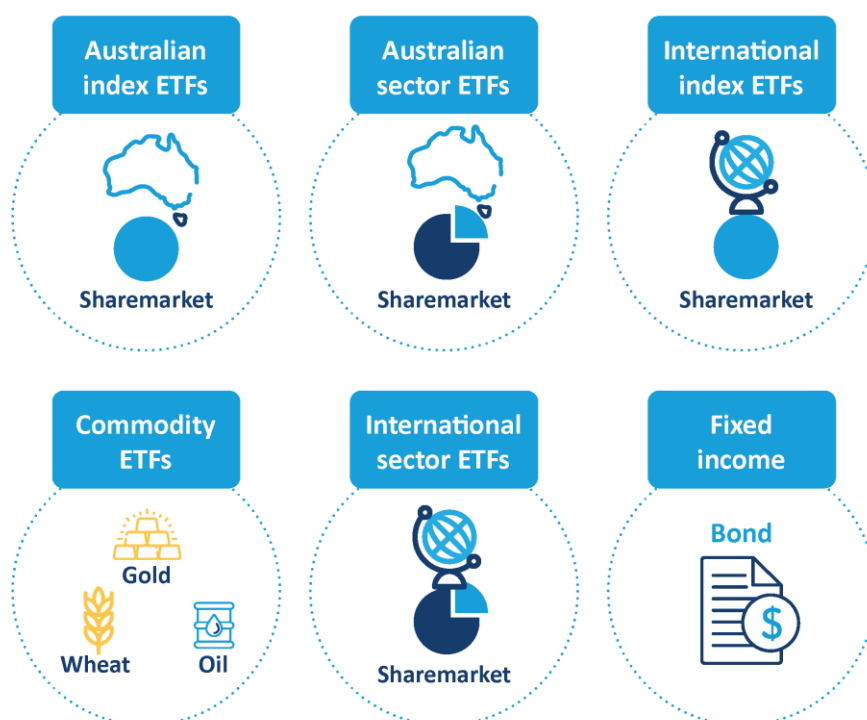 Australian
index ETFs
Sharemarket
Australian
sector ETFs
Sharemarket
International
index ETFs
Sharemarket
Commodity
ETFs
Gold
Wheat
Oil
International
sector ETFs
Sharemarket
Fixed
income
Bond
$